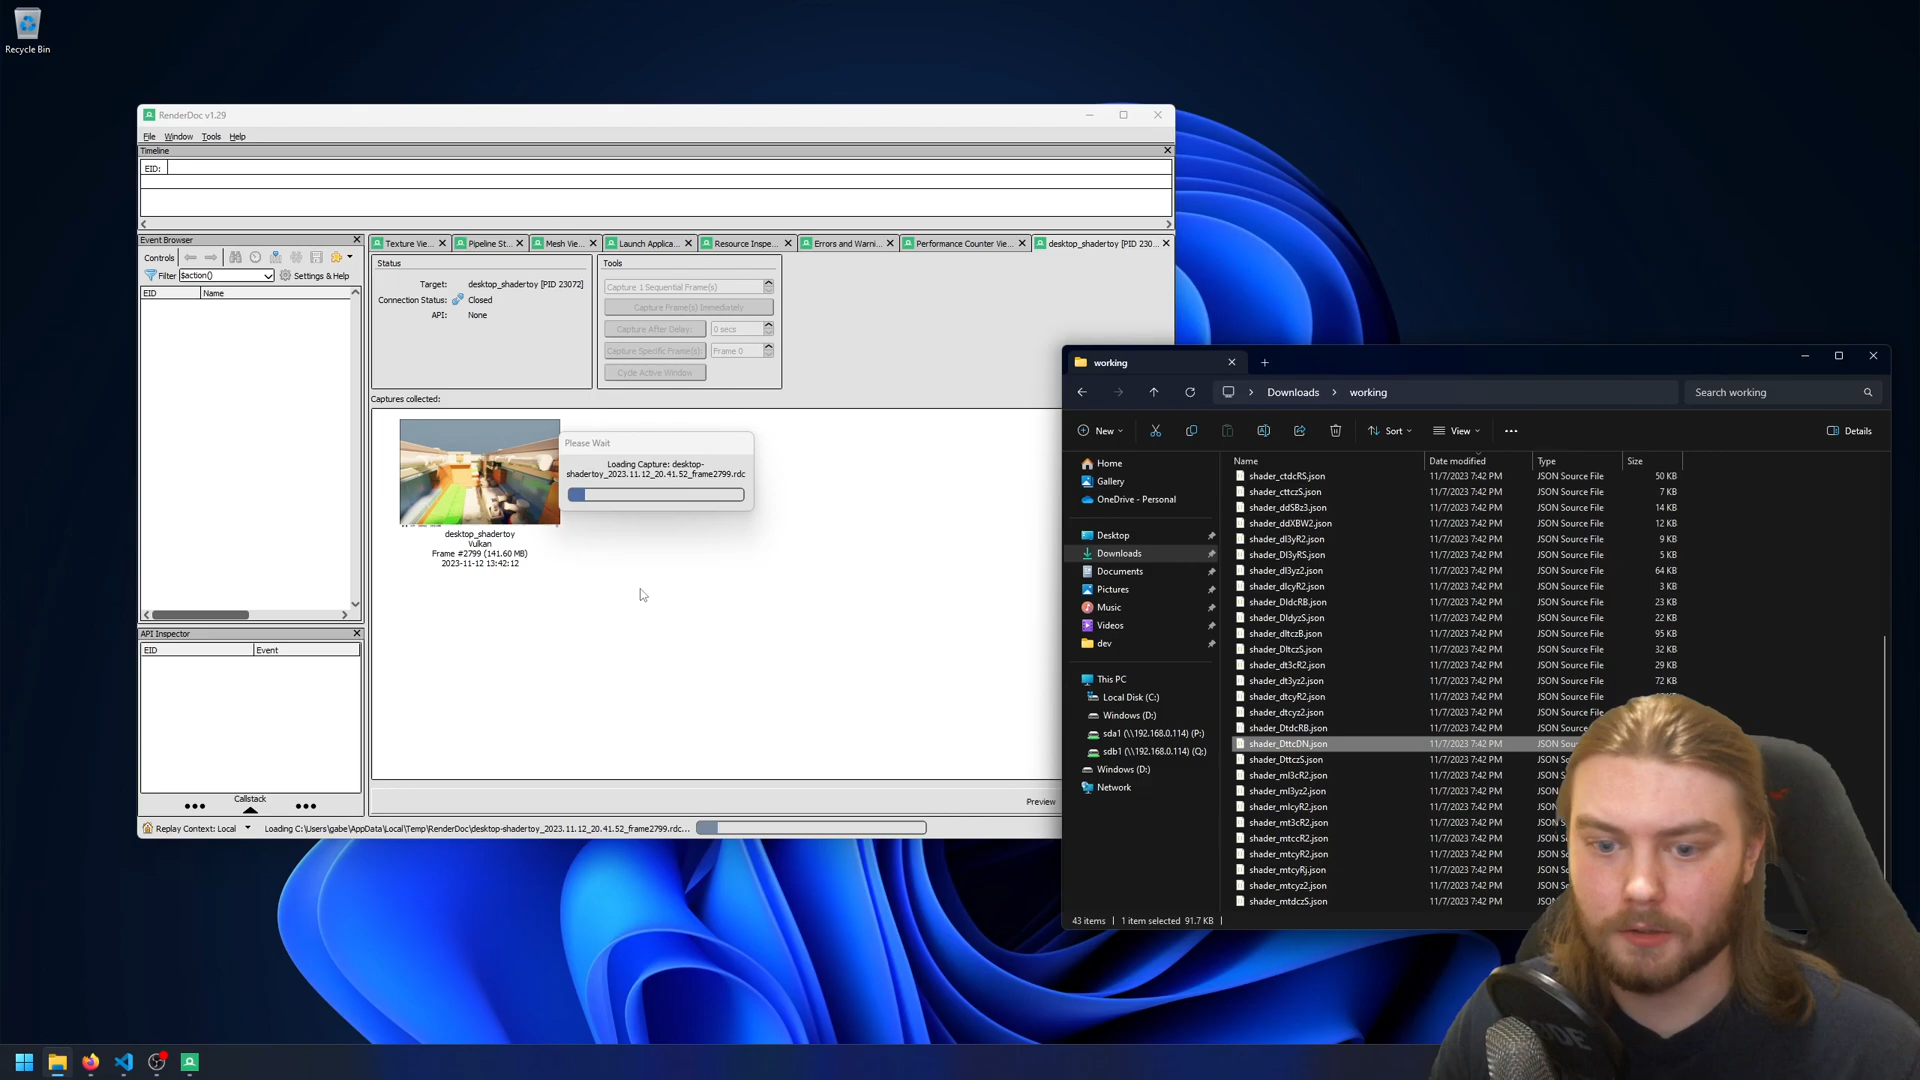 Recycle Bin
RenderDoc v1.29
File Window Tools Help
Timeline
EID:
Event Browser
Controls
Filter $action() Settings & Help
EID Name
API Inspector
EID Event
Callstack
Texture Vie... Pipeline St... Mesh Vie... Launch Applica... Resource Inspe... Errors and Warni... Performance Counter Vie... desktop_shadertoy [PID 230...
Status
Target: desktop_shadertoy [PID 23072]
Connection Status: Closed
API: None
Tools
Capture 1 Sequential Frame(s)
Capture Frame(s) Immediately
Capture After Delay: 0 secs
Capture Specific Frame(s): Frame 0
Cycle Active Window
Captures collected:
desktop_shadertoy
Vulkan
Frame #2799 (141.60 MB)
2023-11-12 13:42:12
Please Wait
Loading Capture: desktop-
shadertoy_2023.11.12_20.41.52_frame2799.rdc
Preview
Replay Context: Local Loading C:\Users\gabe\AppData\Local\Temp\RenderDoc\desktop-shadertoy_2023.11.12_20.41.52_frame2799.rdc...
working
Downloads working
Search working
New Sort View Details
Home
Gallery
OneDrive - Personal
Desktop
Downloads
Documents
Pictures
Music
Videos
dev
This PC
Local Disk (C:)
Windows (D:)
sda1 (\\192.168.0.114) (P:)
sdb1 (\\192.168.0.114) (Q:)
Windows (D:)
Network
Name Date modified Type Size
shader_ctdcRS.json 11/7/2023 7:42 PM JSON Source File 50 KB
shader_cttczS.json 11/7/2023 7:42 PM JSON Source File 7 KB
shader_ddSBz3.json 11/7/2023 7:42 PM JSON Source File 14 KB
shader_ddXBW2.json 11/7/2023 7:42 PM JSON Source File 12 KB
shader_dl3yR2.json 11/7/2023 7:42 PM JSON Source File 9 KB
shader_Dl3yRS.json 11/7/2023 7:42 PM JSON Source File 5 KB
shader_dl3yz2.json 11/7/2023 7:42 PM JSON Source File 64 KB
shader_dlcyR2.json 11/7/2023 7:42 PM JSON Source File 3 KB
shader_DldcRB.json 11/7/2023 7:42 PM JSON Source File 23 KB
shader_DldyzS.json 11/7/2023 7:42 PM JSON Source File 22 KB
shader_dltczB.json 11/7/2023 7:42 PM JSON Source File 95 KB
shader_DltczS.json 11/7/2023 7:42 PM JSON Source File 32 KB
shader_dt3cR2.json 11/7/2023 7:42 PM JSON Source File 29 KB
shader_dt3yz2.json 11/7/2023 7:42 PM JSON Source File 72 KB
shader_dtcyR2.json 11/7/2023 7:42 PM JSON Source File
shader_dtcyz2.json 11/7/2023 7:42 PM JSON Source File
shader_DtdcRB.json 11/7/2023 7:42 PM JSON Source
shader_DttcDN.json 11/7/2023 7:42 PM JSON Sou
shader_DttczS.json 11/7/2023 7:42 PM JSON So
shader_ml3cR2.json 11/7/2023 7:42 PM JSON S
shader_ml3yz2.json 11/7/2023 7:42 PM JSON S
shader_mlcyR2.json 11/7/2023 7:42 PM JSON S
shader_mt3cR2.json 11/7/2023 7:42 PM JSON S
shader_mtccR2.json 11/7/2023 7:42 PM JSON S
shader_mtcyR2.json 11/7/2023 7:42 PM JSON S
shader_mtcyRj.json 11/7/2023 7:42 PM JSON S
shader_mtcyz2.json 11/7/2023 7:42 PM JSON S
shader_mtdczS.json 11/7/2023 7:42 PM JSON S
43 items 1 item selected 91.7 KB